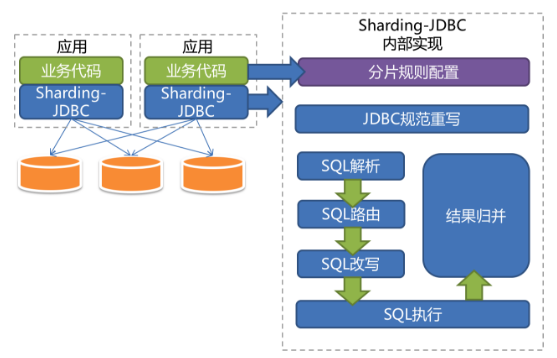 应用
业务代码
Sharding-
JDBC
应用
业务代码
Sharding-
JDBC
Sharding-JDBC
内部实现
分片规则配置
JDBC规范重写
SQL解析
SQL路由
SQL改写
结果归并
SQL执行